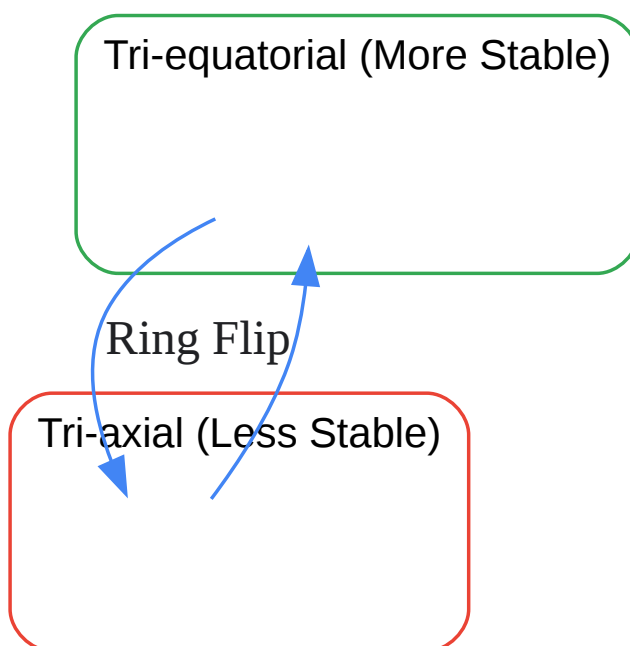 Tri-equatorial (More Stable)
Ring Flip
Tri-axial (Less Stable)